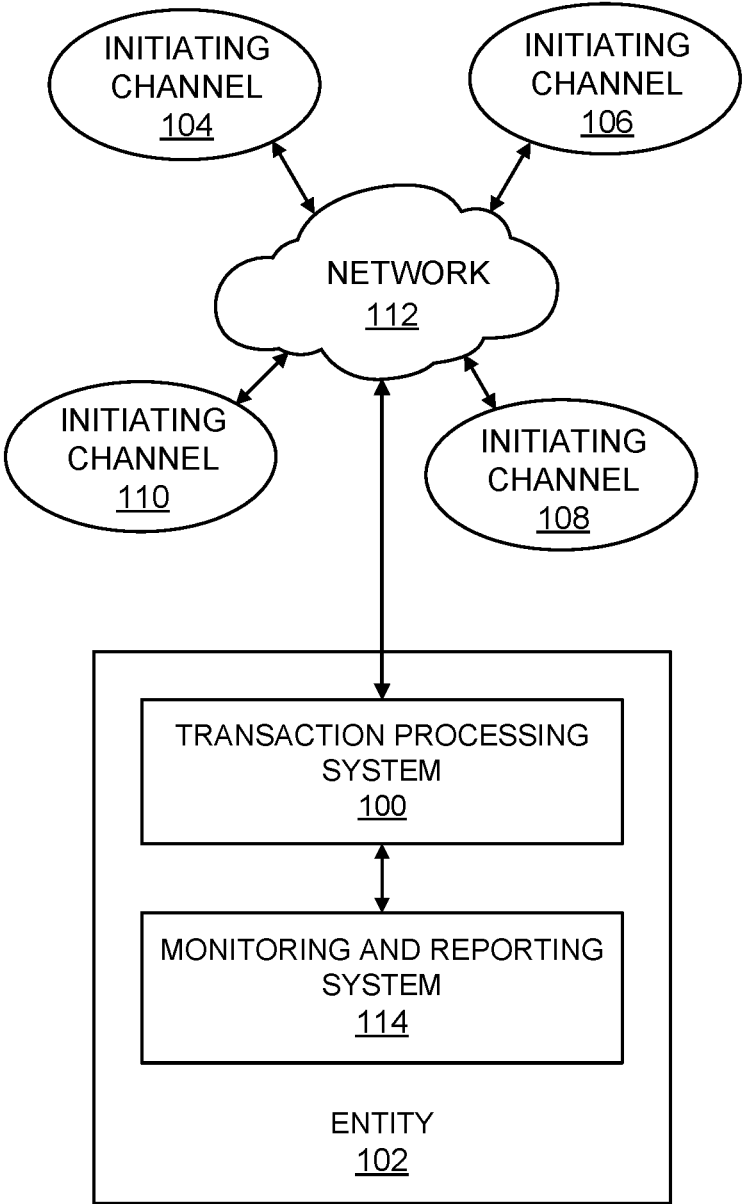 INITIATING
CHANNEL
104
INITIATING
CHANNEL
106
NETWORK
112
INITIATING
CHANNEL
110
INITIATING
CHANNEL
108
TRANSACTION PROCESSING
SYSTEM
100
MONITORING AND REPORTING
SYSTEM
114
ENTITY
102